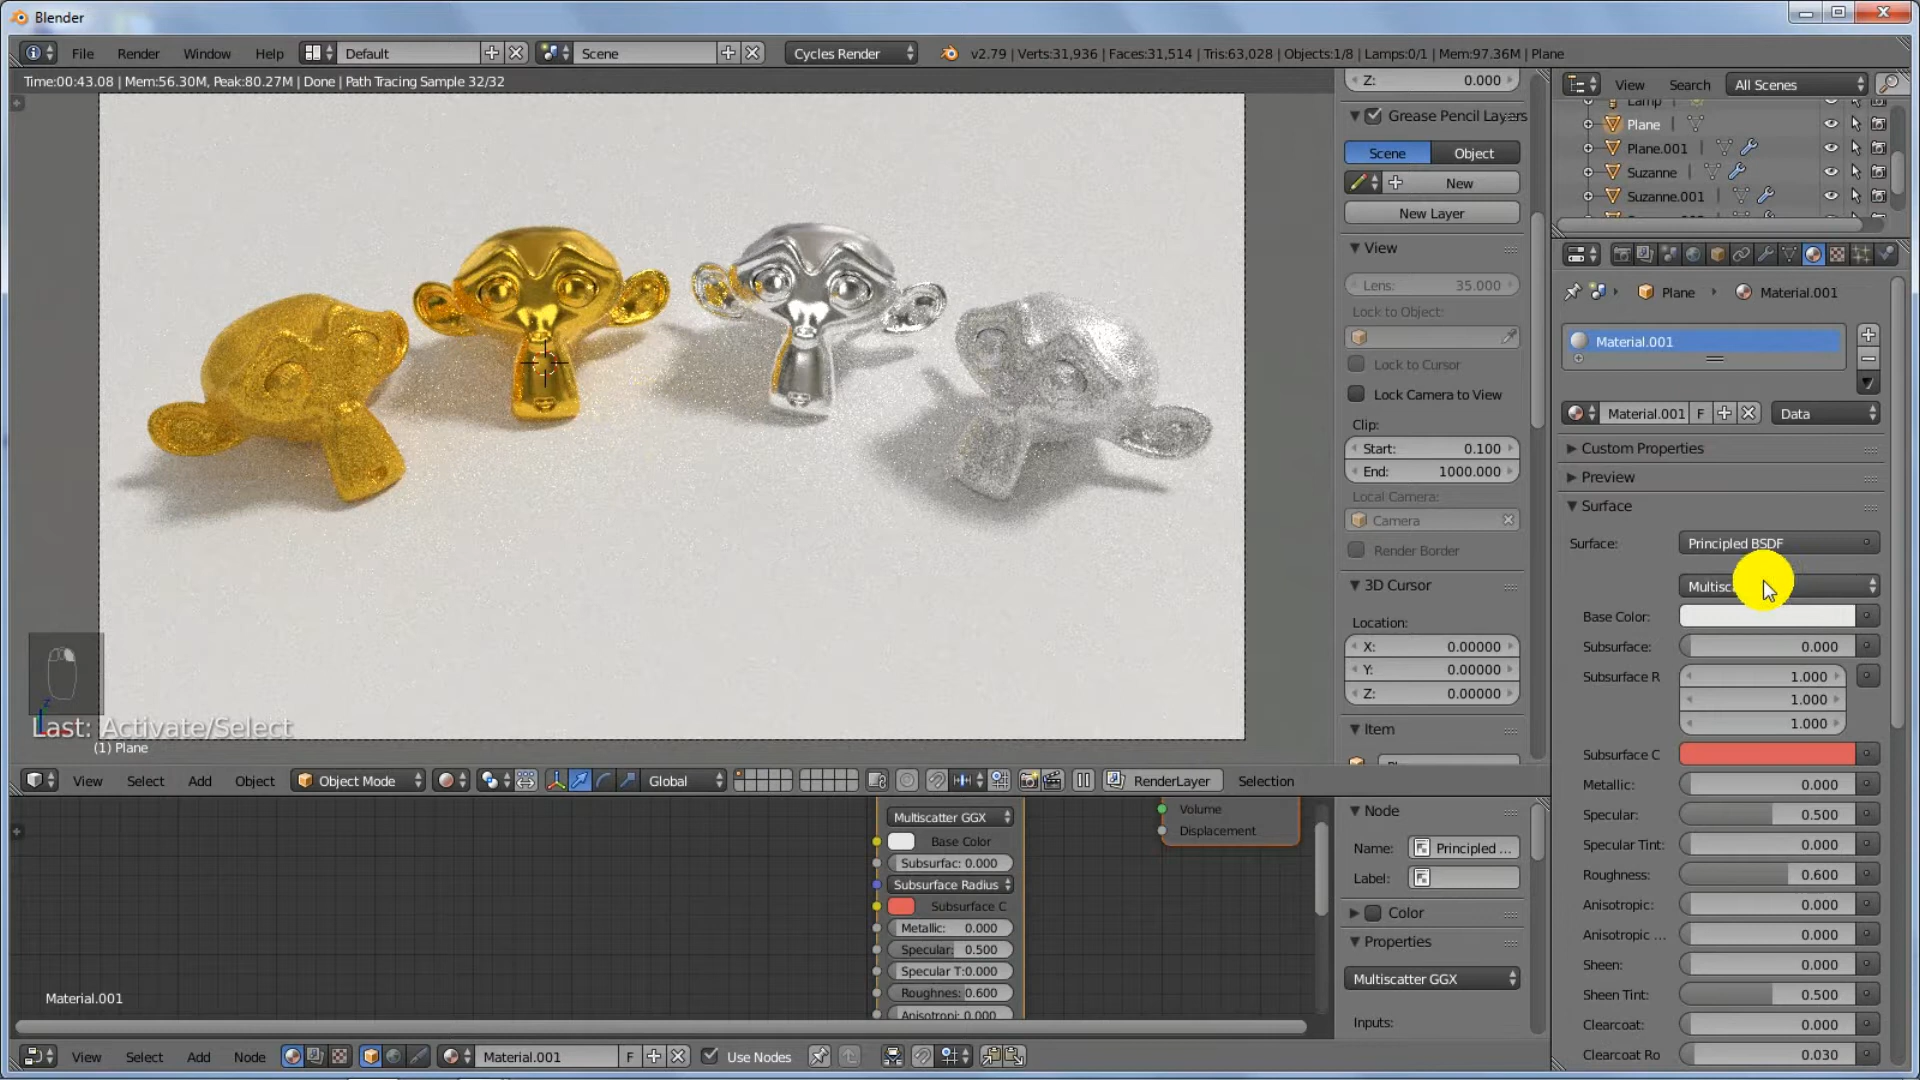 Blender
File Render Window Help Default Scene Cycles Render v2.79 | Verts:31,936 | Faces:31,514 | Tris:63,028 | Objects:1/8 | Lamps:0/1 | Mem:97.36M | Plane
Time:00:43.08 | Mem:56.30M, Peak:80.27M | Done | Path Tracing Sample 32/32
Last: Activate/Select
(1) Plane
View Select Add Object Object Mode Global RenderLayer Selection
Z: 0.000
Grease Pencil Layers
Scene Object
New
New Layer
View
Lens: 35.000
Lock to Object:
Lock to Cursor
Lock Camera to View
Clip:
Start: 0.100
End: 1000.000
Local Camera:
Camera
Render Border
3D Cursor
Location:
X: 0.00000
Y: 0.00000
Z: 0.00000
Item
View Search All Scenes
Lamp
Plane
Plane.001
Suzanne
Suzanne.001
Plane Material.001
Material.001
Material.001 F Data
Custom Properties
Preview
Surface
Surface: Principled BSDF
Base Color:
Subsurface: 0.000
Subsurface R 1.000
1.000
1.000
Subsurface C
Metallic: 0.000
Specular: 0.500
Specular Tint: 0.000
Roughness: 0.600
Anisotropic: 0.000
Anisotropic ... 0.000
Sheen: 0.000
Sheen Tint: 0.500
Clearcoat: 0.000
Clearcoat Ro 0.030
Multiscatter GGX
Base Color
Subsurfac: 0.000
Subsurface Radius
Subsurface C
Metallic: 0.000
Specular: 0.500
Specular T:0.000
Roughnes: 0.600
Anisotropi: 0.000
Volume
Displacement
Material.001
Node
Name: Principled ...
Label:
Color
Properties
Multiscatter GGX
Inputs:
View Select Add Node Material.001 F Use Nodes